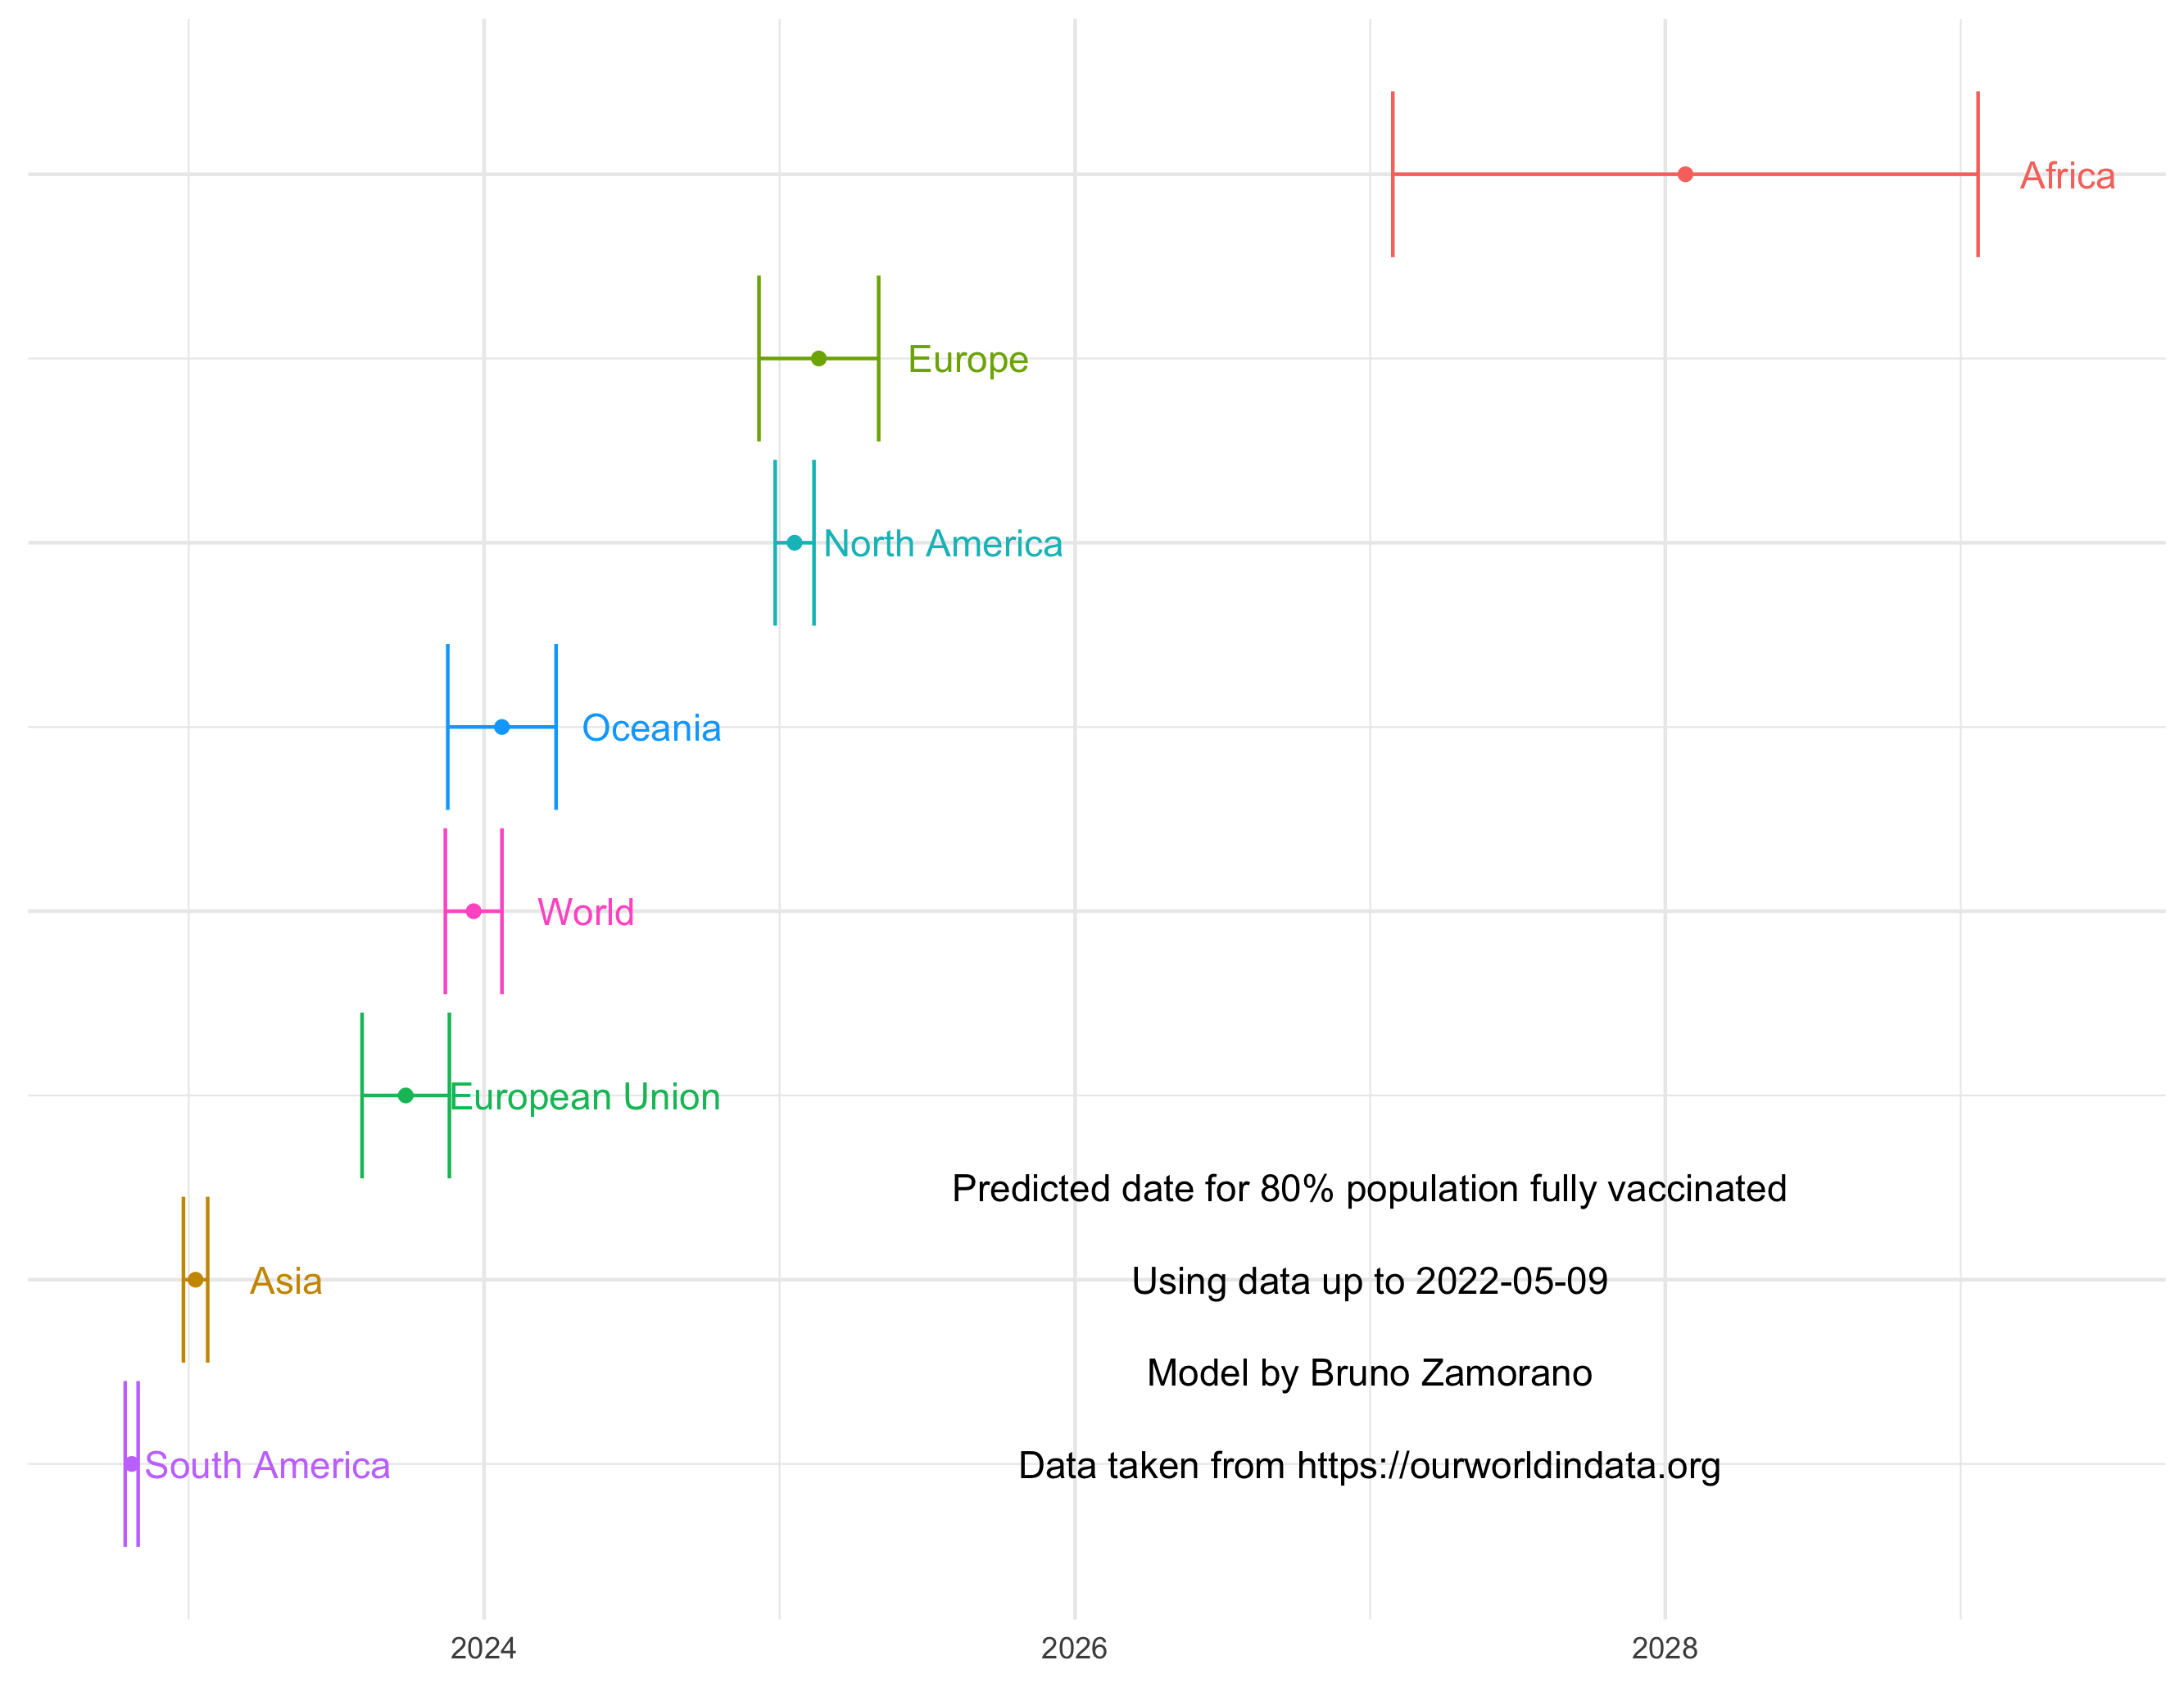 Africa
Europe
North America
Oceania
World
European Union
Predicted date for 80% population fully vaccinated
Asia
Using data up to 2022-05-09
Model by Bruno Zamorano
South America
Data taken from https://ourworldindata.org
2024
2026
2028